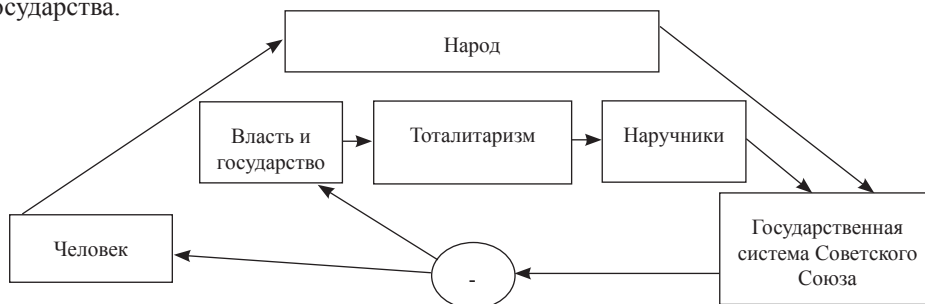 осударства.
Народ
Власть и
государство
Тоталитаризм
Наручники
Человек
Государственная
система Советского
Союза
-